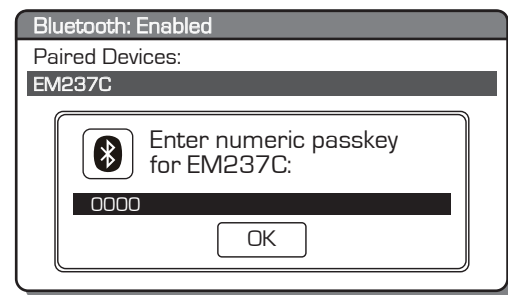 Bluetooth: Enabled
Paired Devices:
EM237C
Enter numeric passkey
for EM237C:
0000
OK